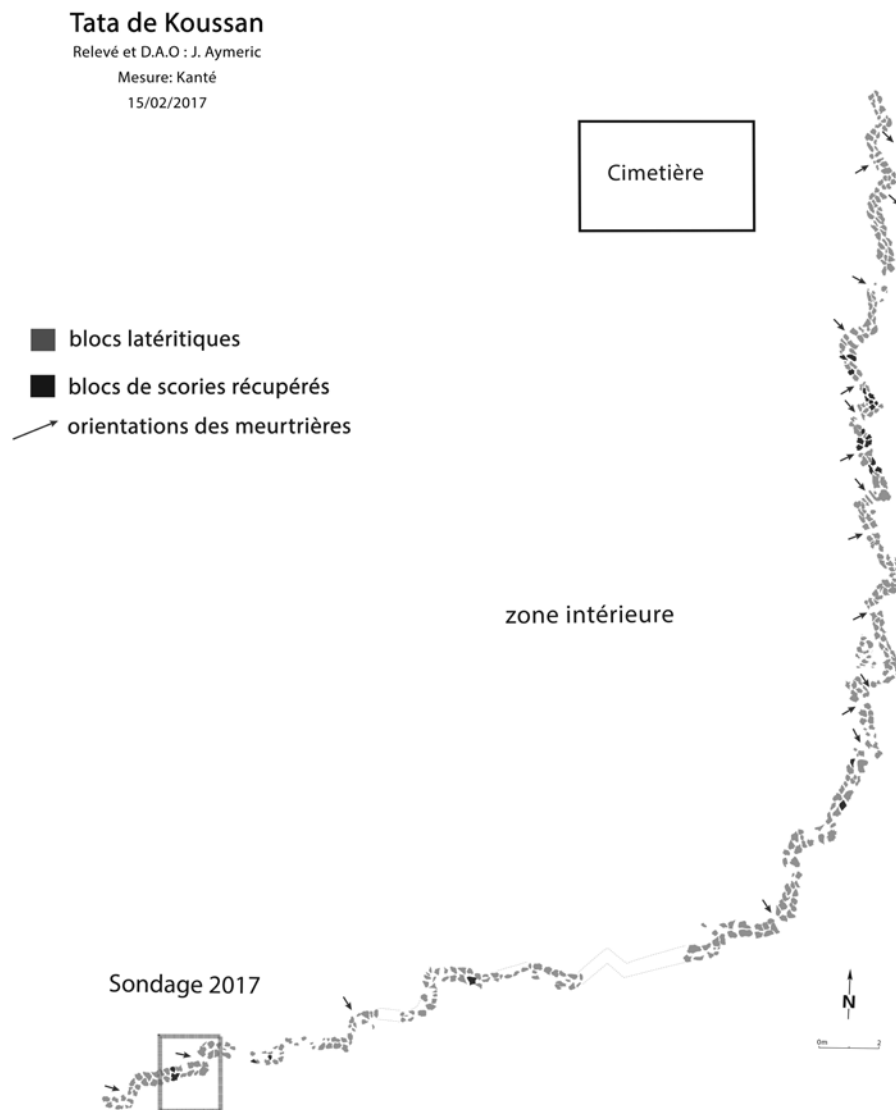 Tata de Koussan
Relevé et D.A.O : J. Aymeric
Mesure: Kanté
15/02/2017
Cimetière
blocs latéritiques
blocs de scories récupérés
orientations des meurtrières
zone intérieure
Sondage 2017
N
0m 2